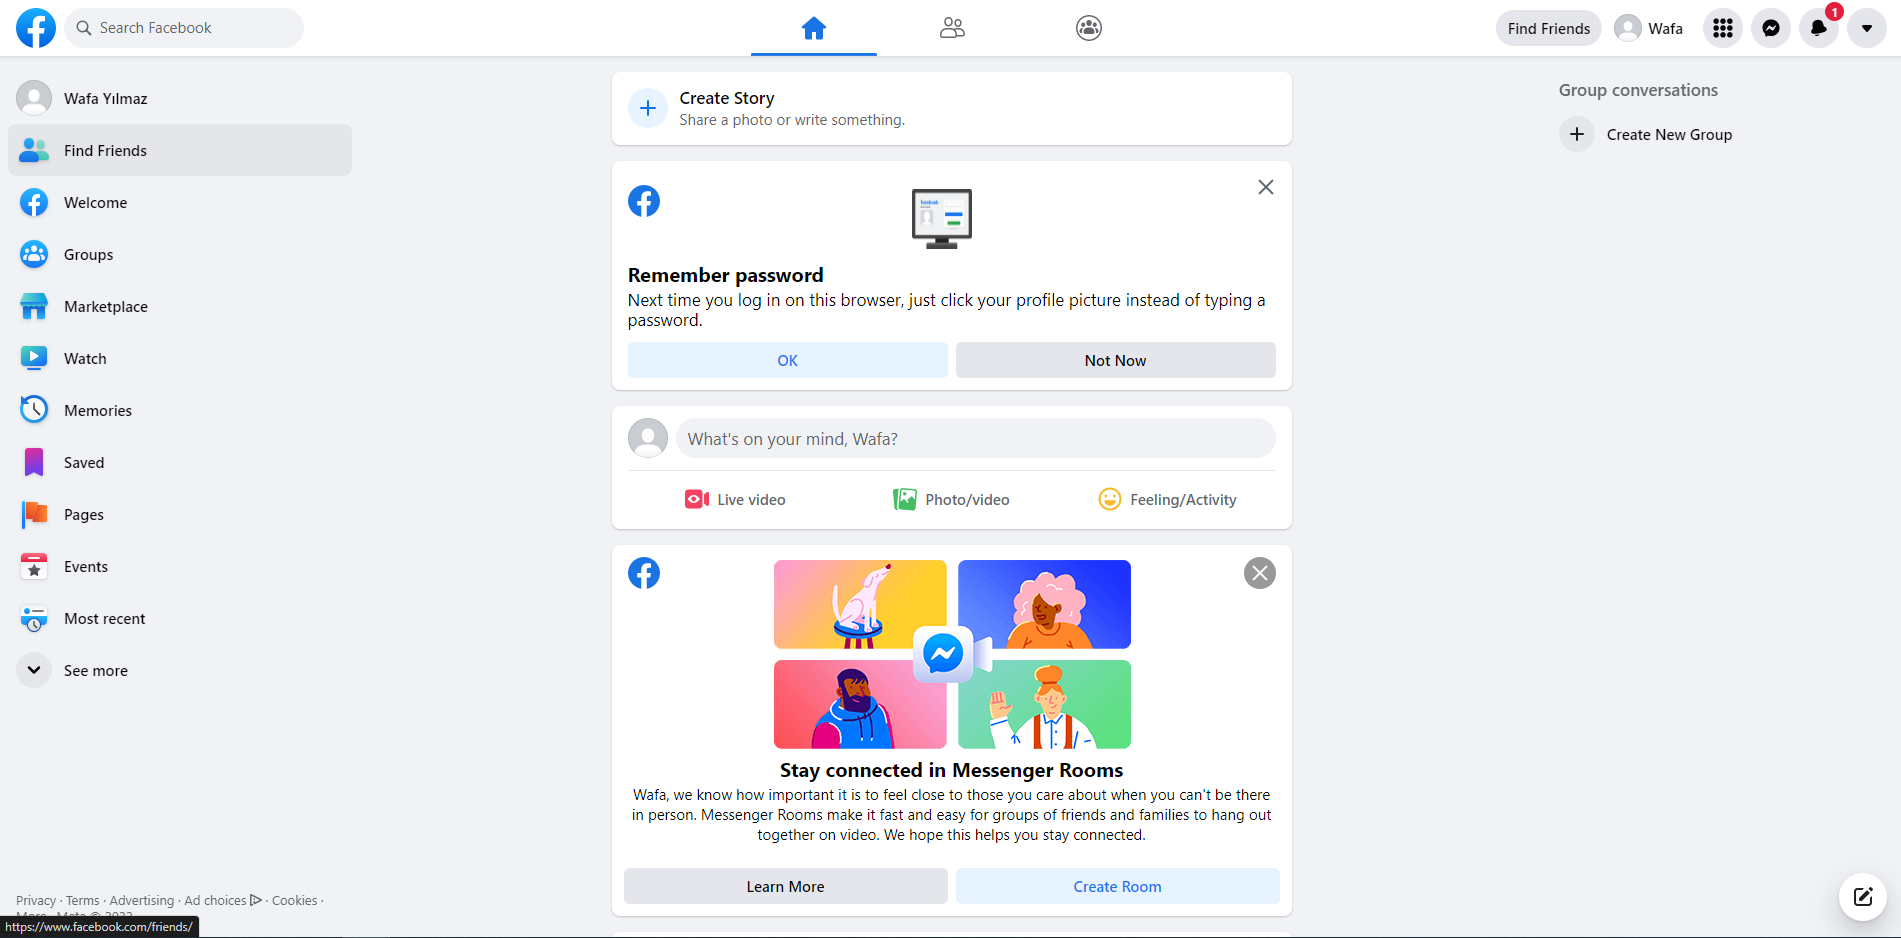 Search Facebook
Find Friends
Wafa
1
Wafa Yılmaz
Find Friends
Welcome
Groups
Marketplace
Watch
Memories
Saved
Pages
Events
Most recent
See more
Privacy · Terms · Advertising · Ad choices · Cookies ·
More · Meta © 2022
https://www.facebook.com/friends/
Create Story
Share a photo or write something.
facebook
Remember password
Next time you log in on this browser, just click your profile picture instead of typing a
password.
OK
Not Now
What's on your mind, Wafa?
Live video
Photo/video
Feeling/Activity
Stay connected in Messenger Rooms
Wafa, we know how important it is to feel close to those you care about when you can't be there
in person. Messenger Rooms make it fast and easy for groups of friends and families to hang out
together on video. We hope this helps you stay connected.
Learn More
Create Room
Group conversations
Create New Group